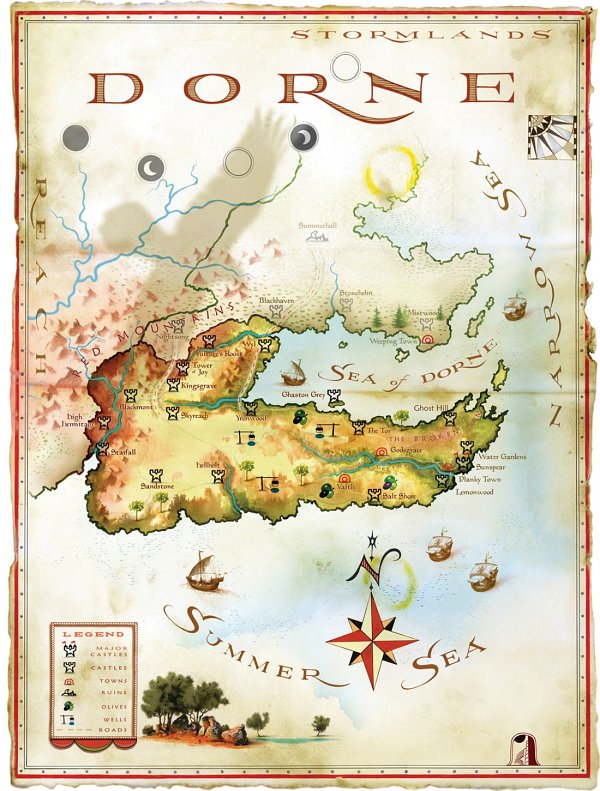 STORMLANDS
DORNE
REACH
NARROW SEA
Summerhall
Blackhaven
Stonehelm
Mistwood
Weeping Town
RED MOUNTAINS
Nightsong
Vulture's Roost
Tower of Joy
Kingsgrave
SEA OF DORNE
Ghaston Grey
Blackmont
Skyreach
Yronwood
High Hermitage
Ghost Hill
The Tor
THE BROKEN
Starfall
Godsgrace
Water Gardens
Sunspear
Hellholt
Sandstone
Vaith
Salt Shore
Planky Town
Lemonwood
N
SUMMER SEA
LEGEND
MAJOR
CASTLES
CASTLES
TOWNS
RUINS
OLIVES
WELLS
ROADS